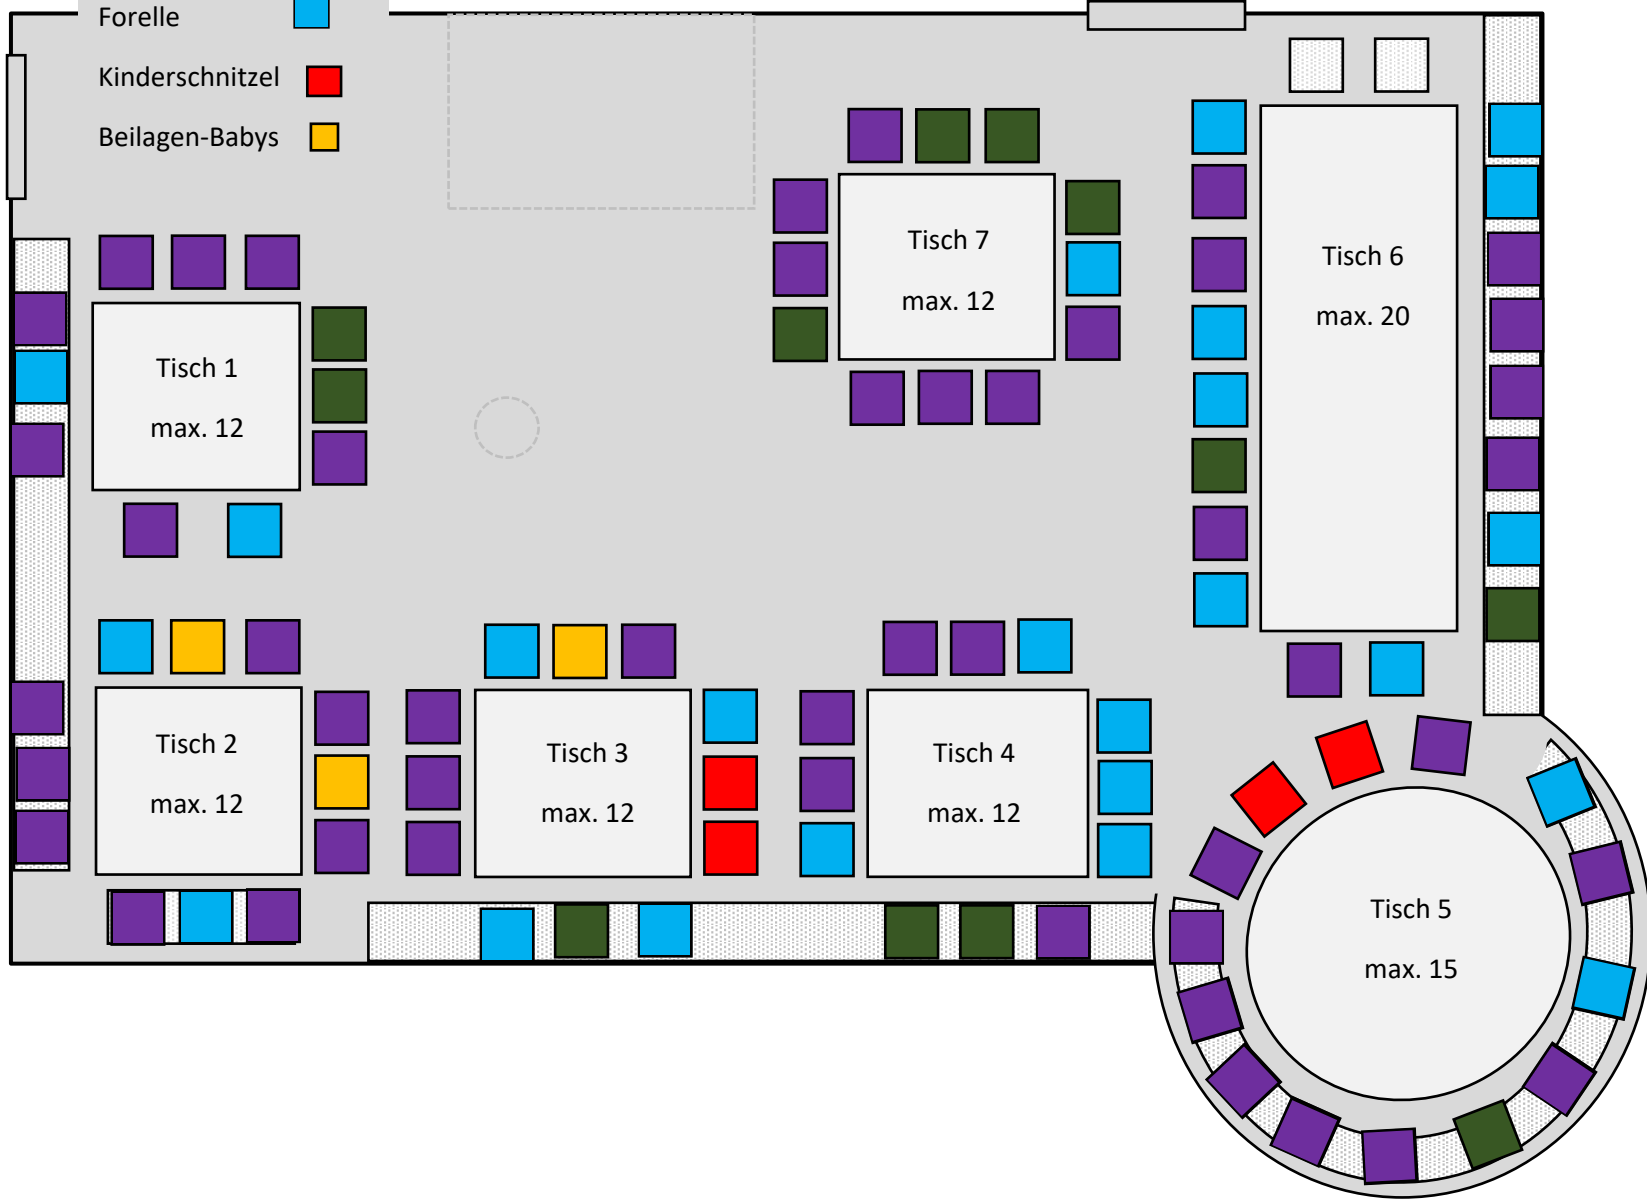 Forelle
Kinderschnitzel
Beilagen-Babys
Tisch 7
max. 12
Tisch 6
max. 20
Tisch 1
max. 12
Tisch 2
max. 12
Tisch 3
max. 12
Tisch 4
max. 12
Tisch 5
max. 15